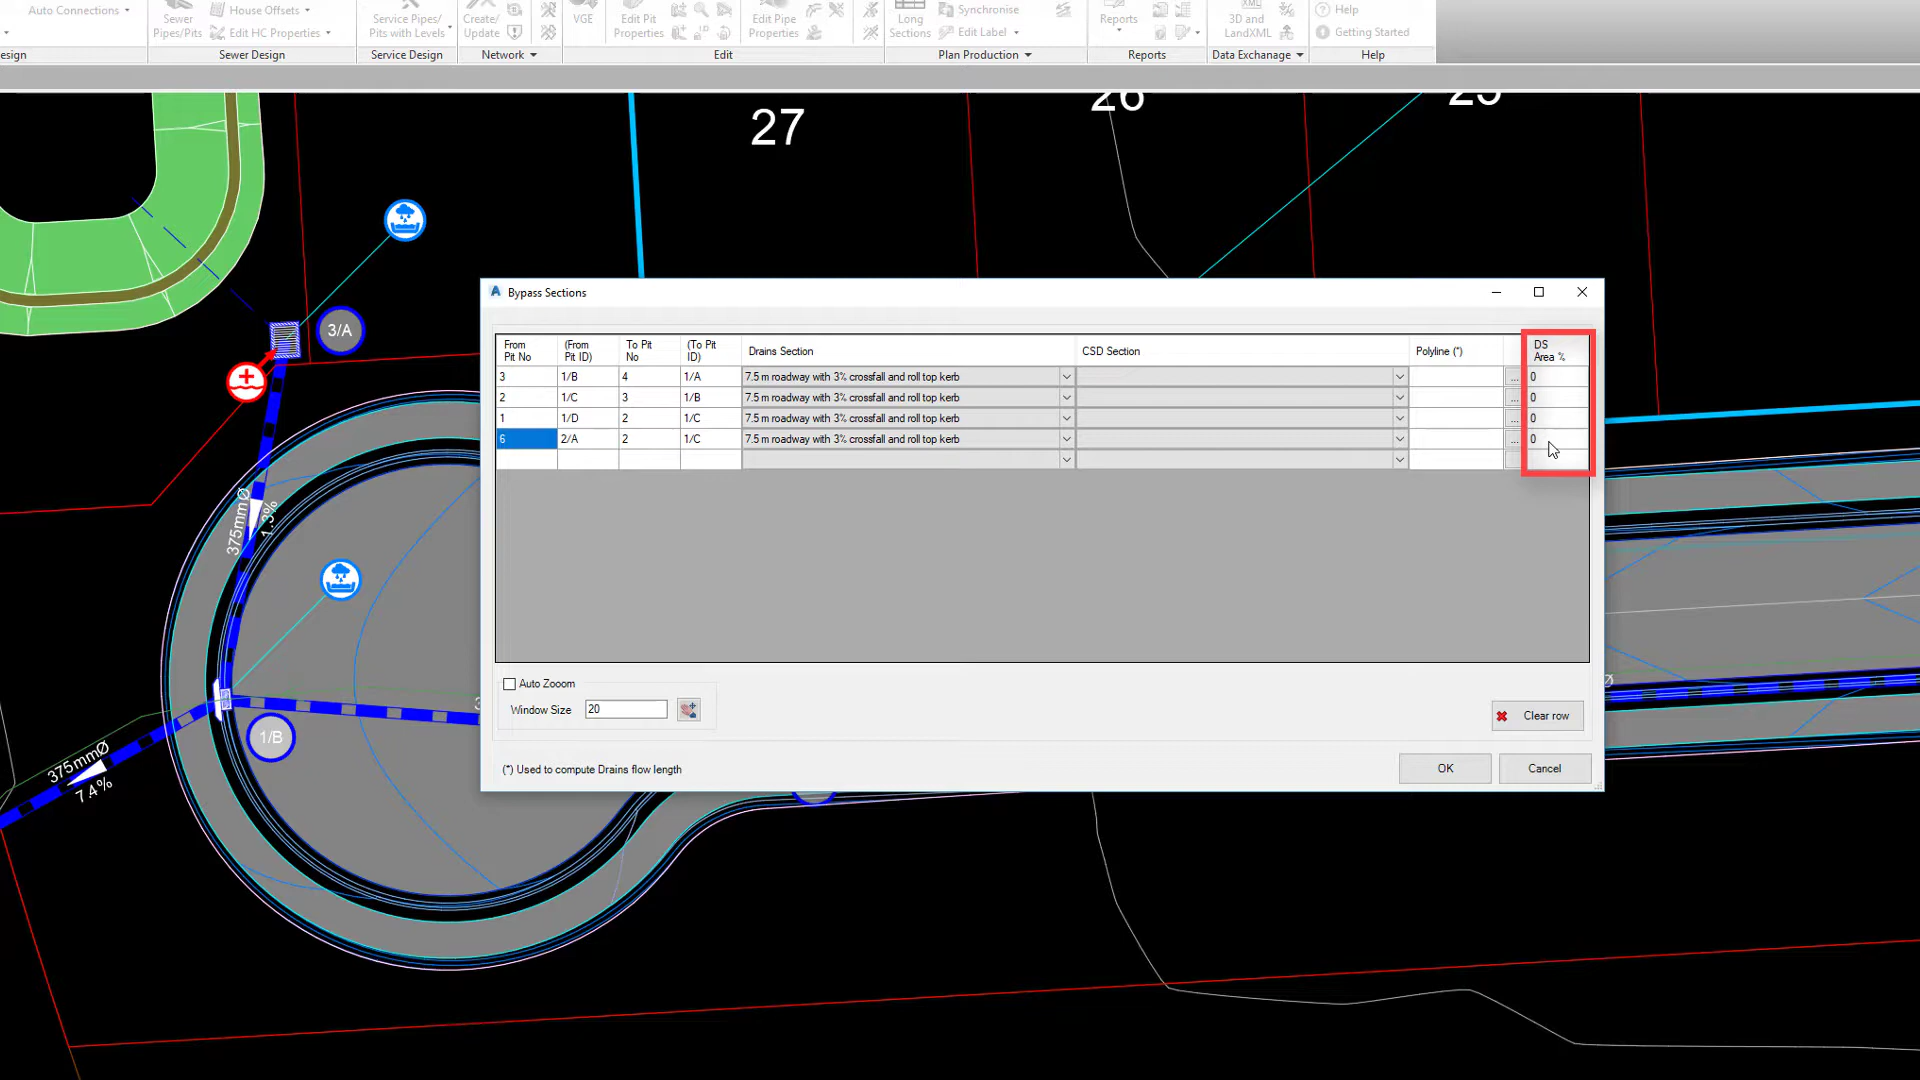 Auto Connections
House Offsets
Sewer
Pipes/Pits
Edit HC Properties
Service Pipes/
Pits with Levels
Create/
Update
VGE
Edit Pit
Properties
Edit Pipe
Properties
Long
Sections
Synchronise
Edit Label
Reports
XML
3D and
LandXML
Help
Getting Started
esign
Sewer Design
Service Design
Network
Edit
Plan Production
Reports
Data Exchange
Help
27
26
25
3/A
375mmØ
1.3%
1/B
375mmØ
7.4%
Bypass Sections
From
Pit No
(From
Pit ID)
To Pit
No
(To Pit
ID)
Drains Section
CSD Section
Polyline (*)
DS
Area %
3 1/B 4 1/A 7.5 m roadway with 3% crossfall and roll top kerb ... 0
2 1/C 3 1/B 7.5 m roadway with 3% crossfall and roll top kerb ... 0
1 1/D 2 1/C 7.5 m roadway with 3% crossfall and roll top kerb ... 0
6 2/A 2 1/C 7.5 m roadway with 3% crossfall and roll top kerb ... 0
Auto Zooom
Window Size 20
Clear row
(*) Used to compute Drains flow length
OK
Cancel
Ø